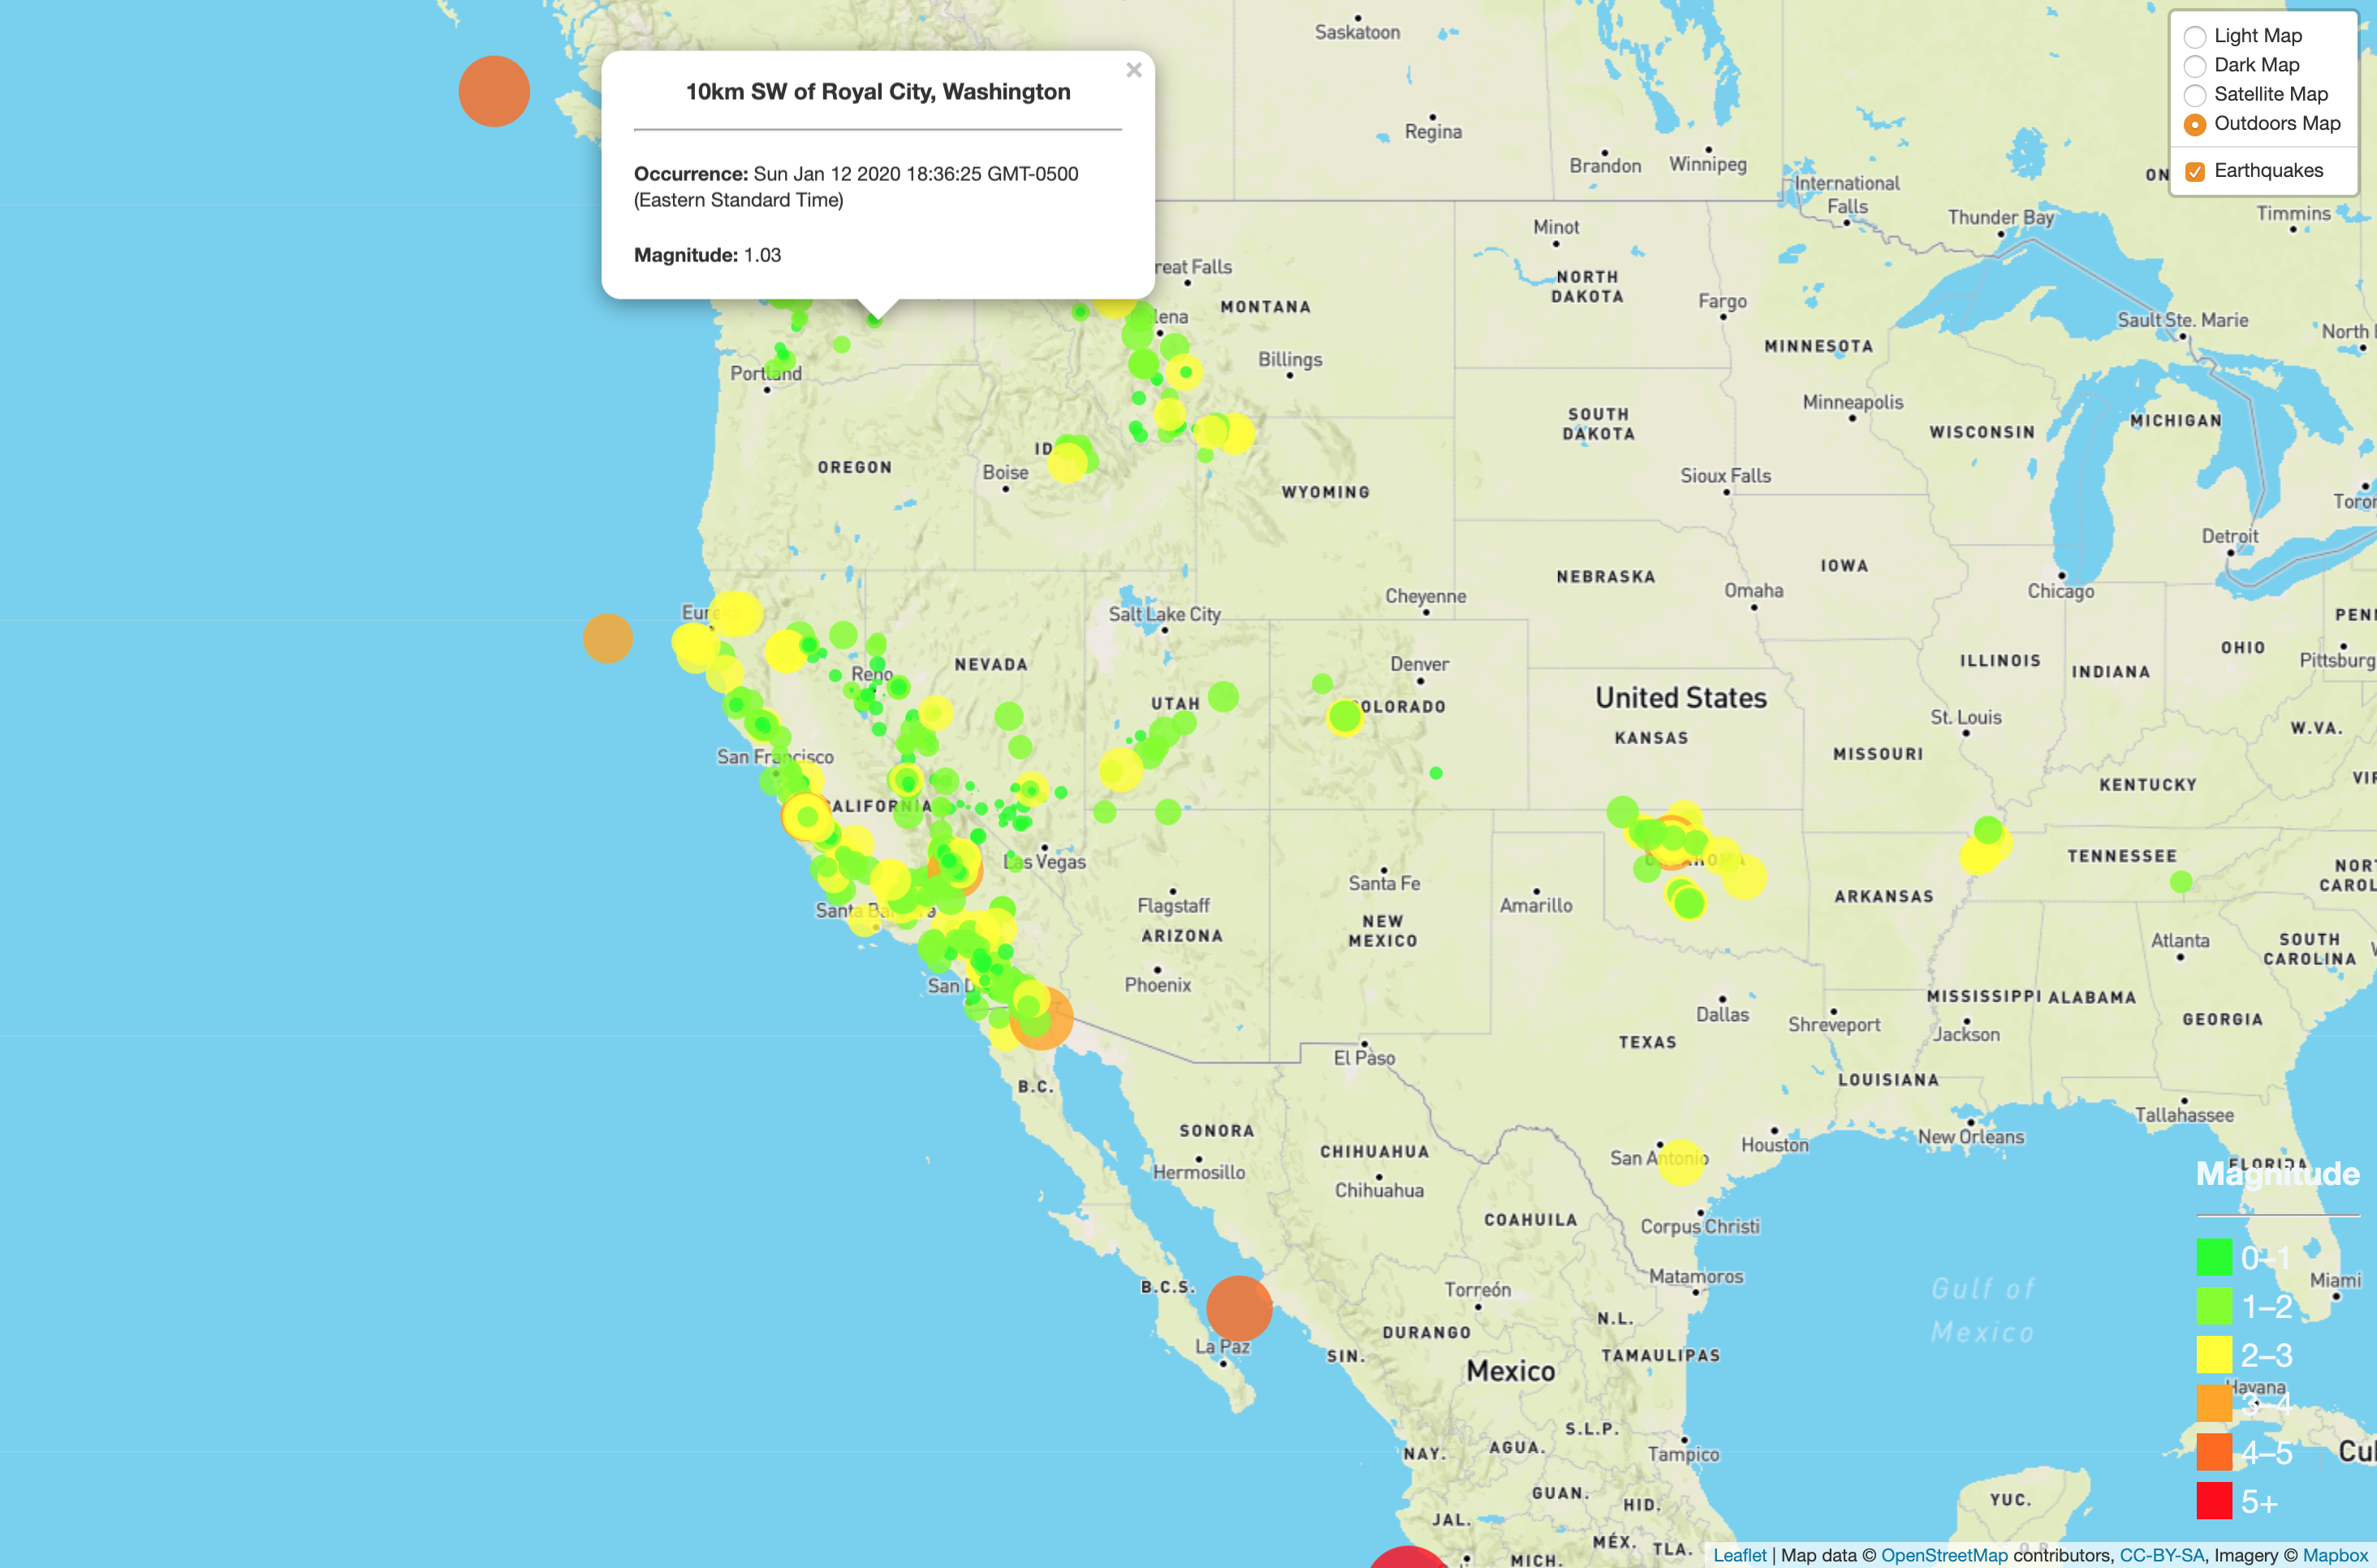 Saskatoon
Regina
Brandon
Winnipeg
International
Falls
Thunder Bay
ON
Timmins
Light Map
Dark Map
Satellite Map
Outdoors Map
Earthquakes
×
10km SW of Royal City, Washington
Occurrence: Sun Jan 12 2020 18:36:25 GMT-0500
(Eastern Standard Time)
Magnitude: 1.03
reat Falls
MONTANA
lena
Billings
Minot
NORTH
DAKOTA
Fargo
MINNESOTA
Minneapolis
Sault Ste. Marie
North
WISCONSIN
MICHIGAN
SOUTH
DAKOTA
Sioux Falls
Portland
OREGON
ID
Boise
WYOMING
Toron
Detroit
NEBRASKA
IOWA
Omaha
Chicago
Cheyenne
Salt Lake City
PENN
OHIO
Pittsburg
Reno
NEVADA
UTAH
Denver
OLORADO
United States
KANSAS
ILLINOIS
INDIANA
St. Louis
MISSOURI
W.VA.
KENTUCKY
VIR
San Francisco
ALIFORNIA
Las Vegas
Flagstaff
ARIZONA
Phoenix
Santa Fe
NEW
MEXICO
Amarillo
ARKANSAS
TENNESSEE
NORT
CAROL
Atlanta
SOUTH
CAROLINA
San D
Dallas
Shreveport
MISSISSIPPI
ALABAMA
Jackson
GEORGIA
TEXAS
El Paso
LOUISIANA
B.C.
SONORA
Hermosillo
CHIHUAHUA
Chihuahua
San Antonio
Houston
New Orleans
Tallahassee
FLORIDA
COAHUILA
Corpus Christi
Matamoros
B.C.S.
Torreón
N.L.
La Paz
DURANGO
SIN.
Mexico
TAMAULIPAS
Gulf of
Mexico
Miami
Havana
Cu
S.L.P.
NAY.
AGUA.
Tampico
GUAN.
HID.
JAL.
MÉX.
TLA.
MICH.
YUC.
Magnitude
0–1
1–2
2–3
3–4
4–5
5+
Leaflet | Map data © OpenStreetMap contributors, CC-BY-SA, Imagery © Mapbox